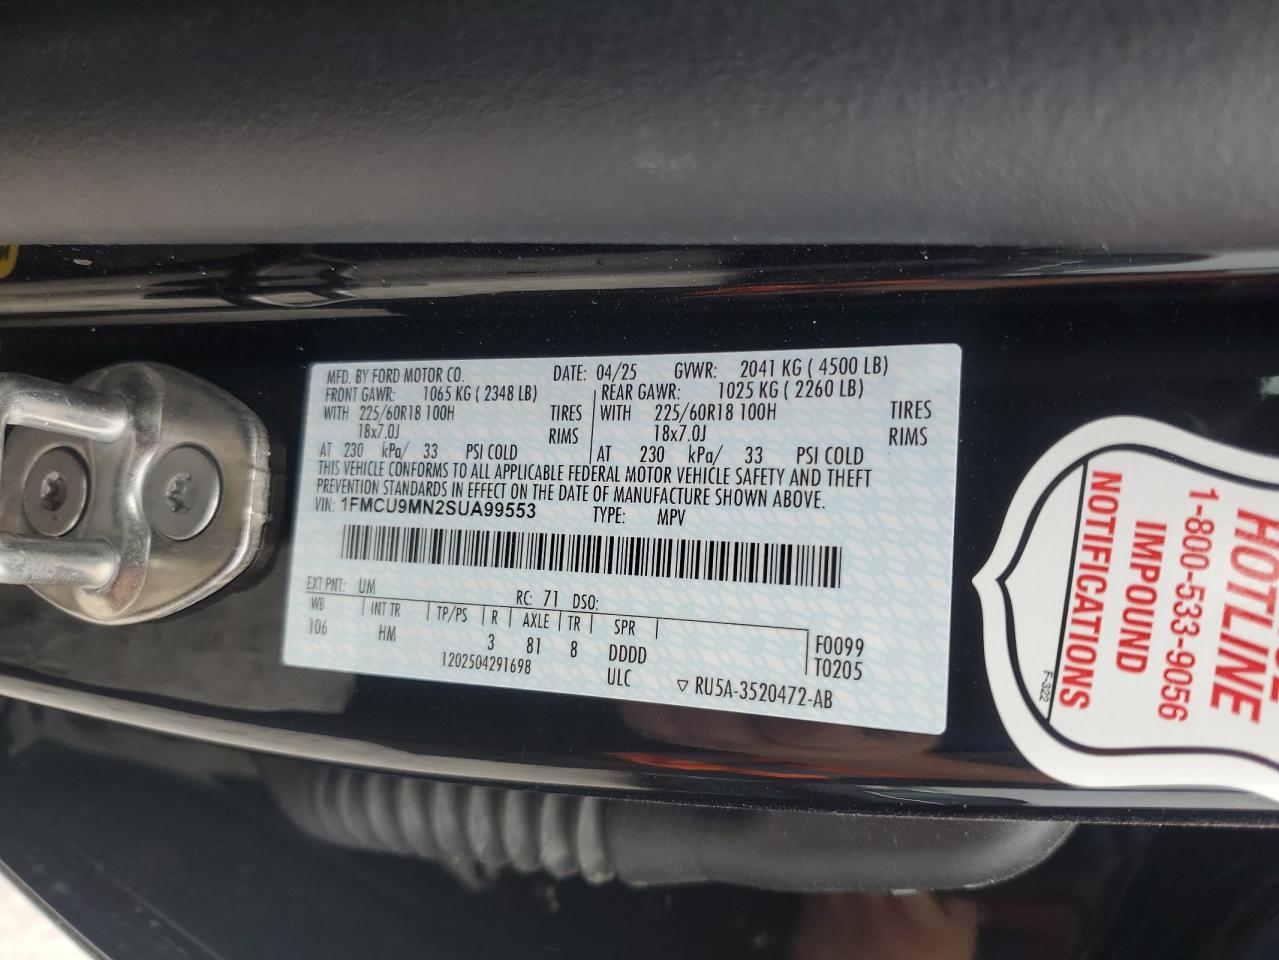 MFD. BY FORD MOTOR CO. DATE: 04/25 GVWR: 2041 KG ( 4500 LB)
FRONT GAWR: 1065 KG ( 2348 LB) REAR GAWR: 1025 KG ( 2260 LB)
WITH 225/60R18 100H TIRES WITH 225/60R18 100H TIRES
18x7.0J RIMS 18x7.0J RIMS
AT 230 kPa/ 33 PSI COLD AT 230 kPa/ 33 PSI COLD
THIS VEHICLE CONFORMS TO ALL APPLICABLE FEDERAL MOTOR VEHICLE SAFETY AND THEFT
PREVENTION STANDARDS IN EFFECT ON THE DATE OF MANUFACTURE SHOWN ABOVE.
VIN: 1FMCU9MN2SUA99553 TYPE: MPV
EXT PNT: UM RC: 71 DSO:
WB INT TR TP/PS R AXLE TR SPR
106 HM 3 81 8 DDDD F0099
1202504291698 ULC T0205
▽ RU5A-3520472-AB
HOTLINE
1-800-533-9056
IMPOUND
NOTIFICATIONS
F-322